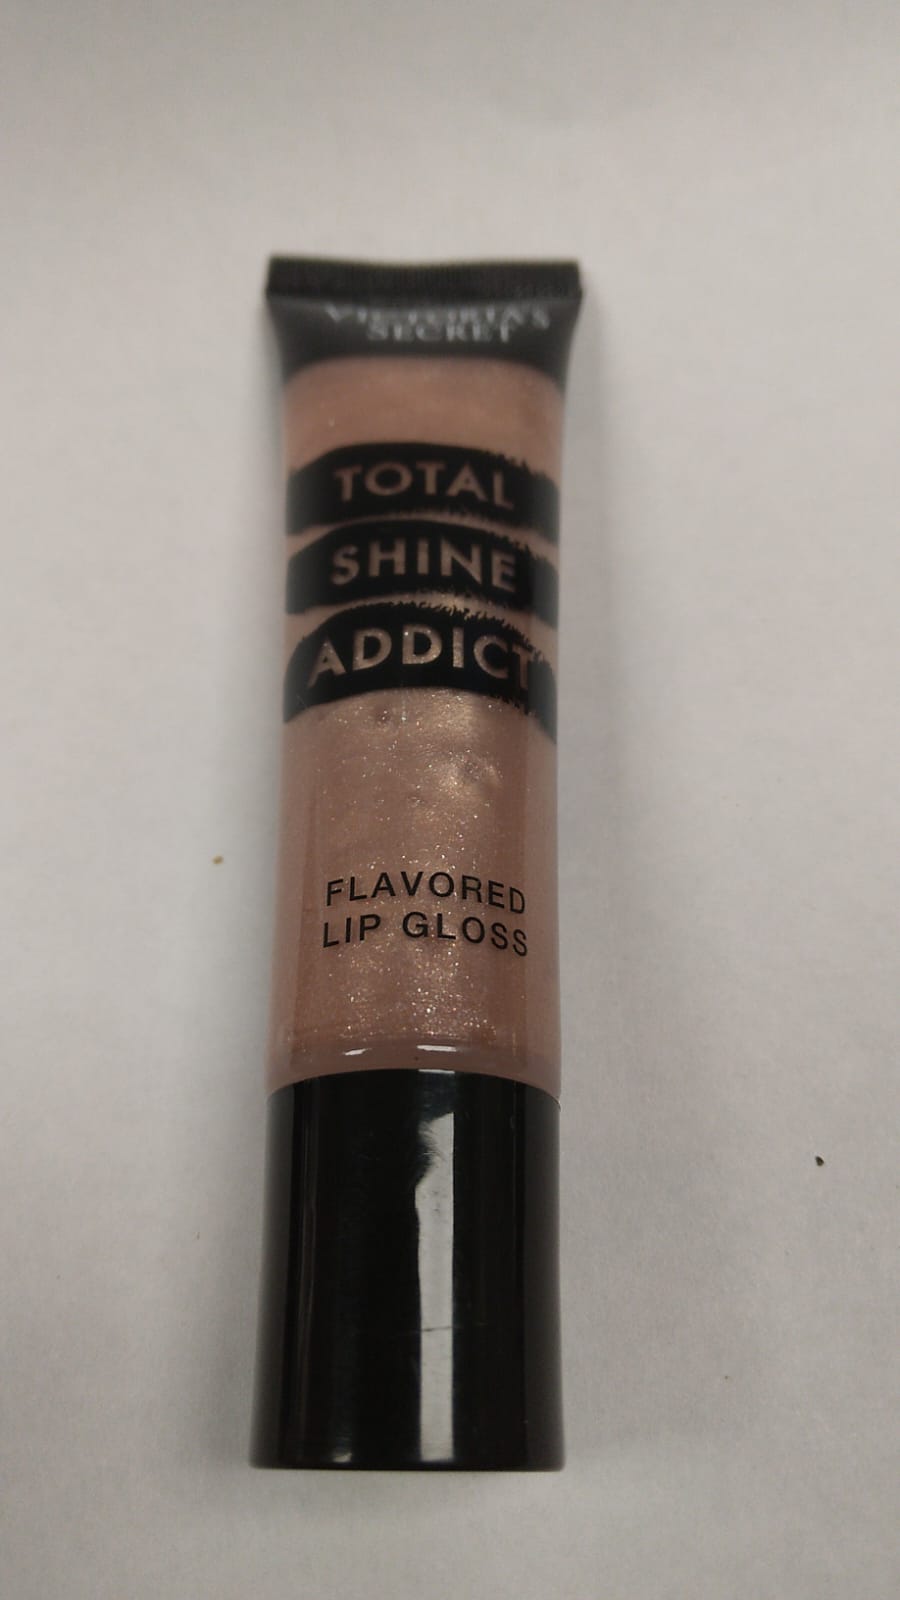 VICTORIA'S
SECRET
TOTAL
SHINE
ADDICT
FLAVORED
LIP GLOSS